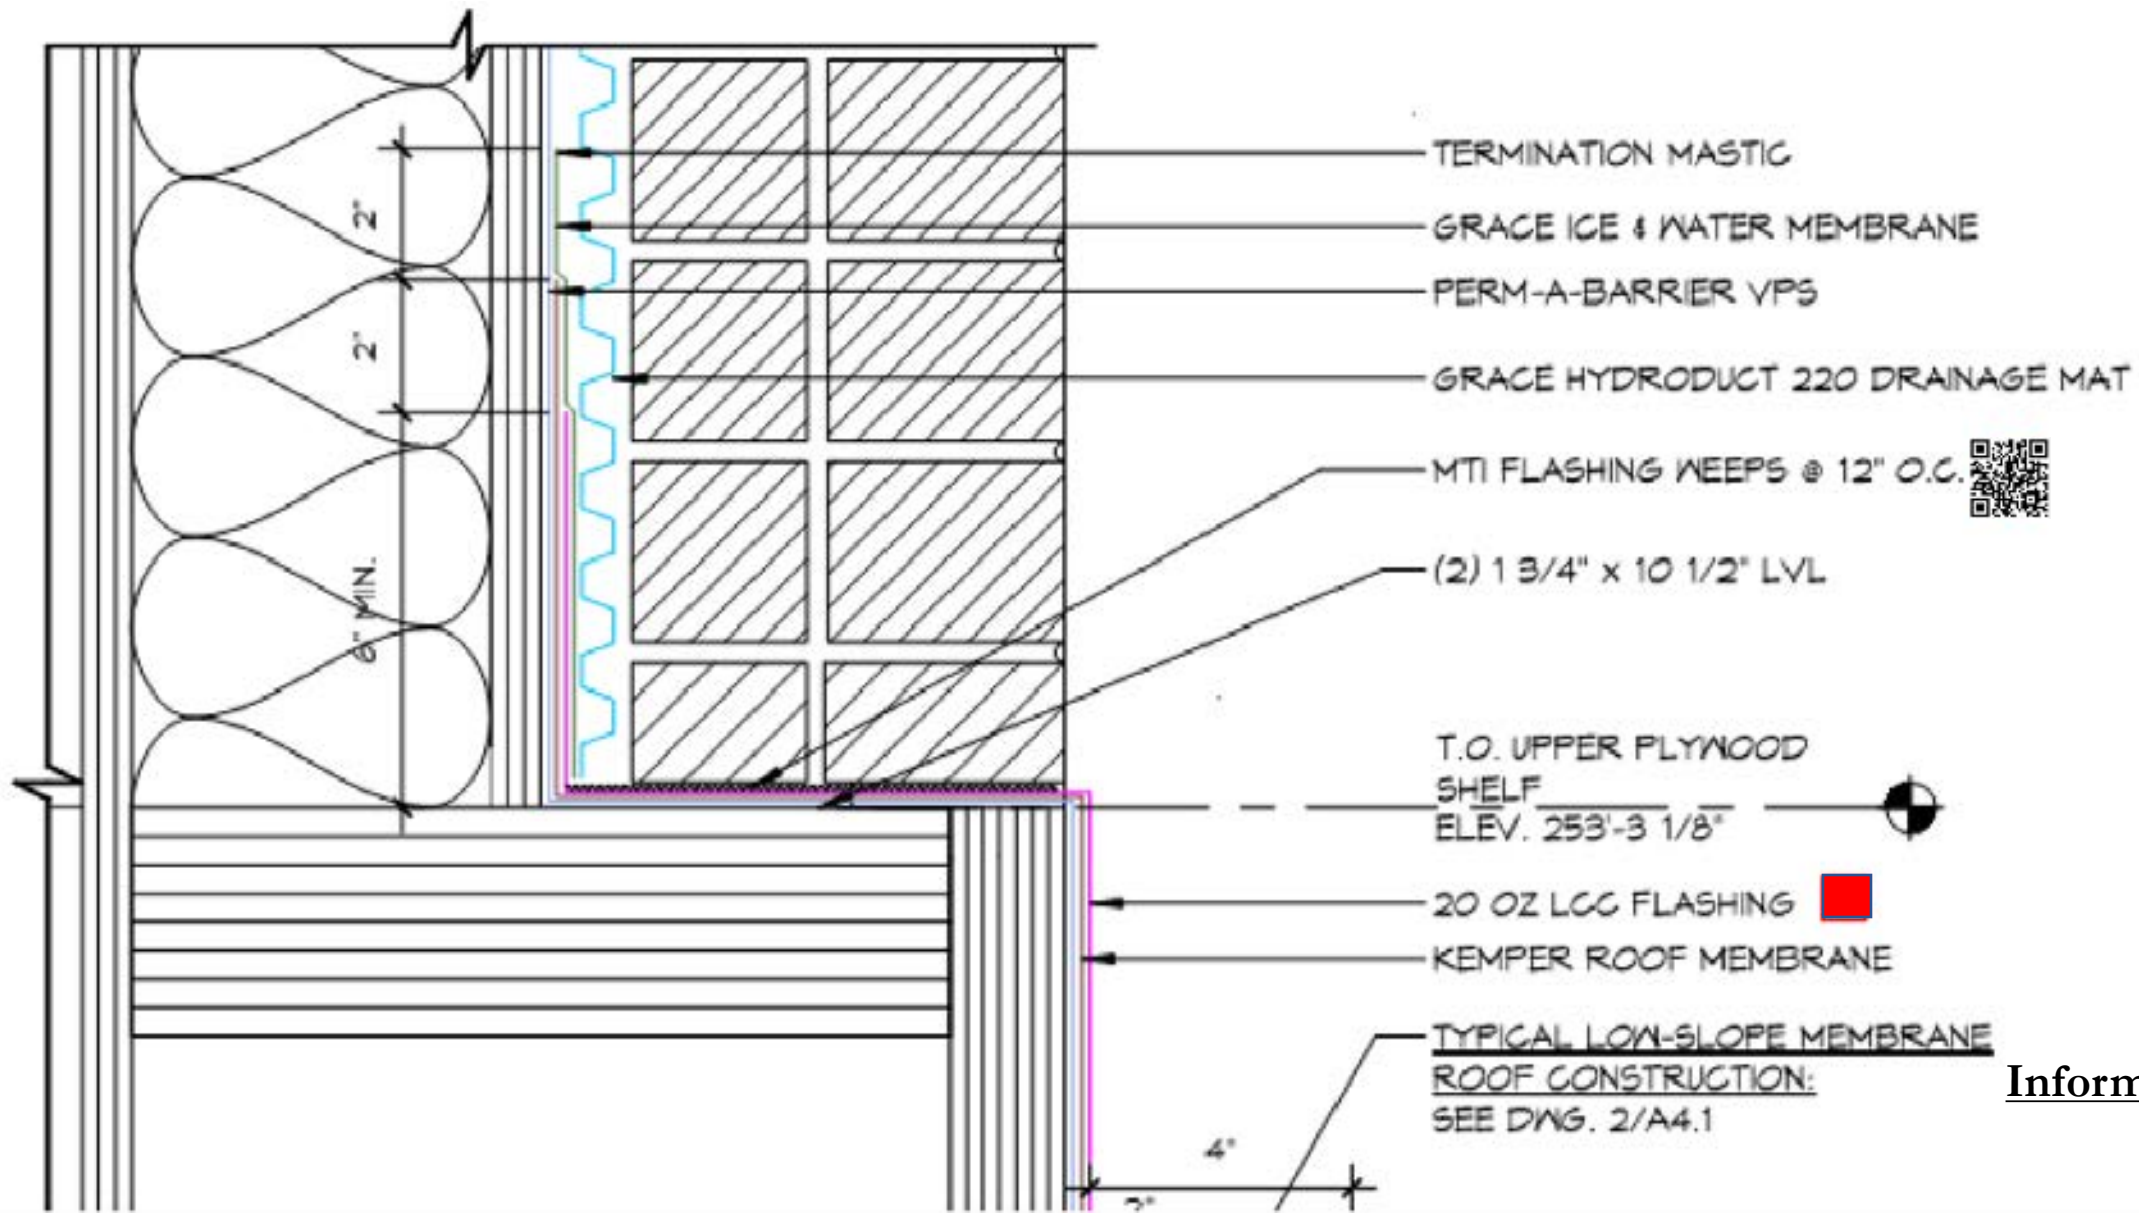 TERMINATION MASTIC
GRACE ICE & WATER MEMBRANE
PERM-A-BARRIER VPS
GRACE HYDRODUCT 220 DRAINAGE MAT
MTI FLASHING WEEPS @ 12" O.C.
(2) 1 3/4" x 10 1/2" LVL
T.O. UPPER PLYWOOD
SHELF
ELEV. 253'-3 1/8"
20 OZ LCC FLASHING
KEMPER ROOF MEMBRANE
TYPICAL LOW-SLOPE MEMBRANE
ROOF CONSTRUCTION:
SEE DWG. 2/A4.1
Inform
2"
2"
6" MIN.
4"